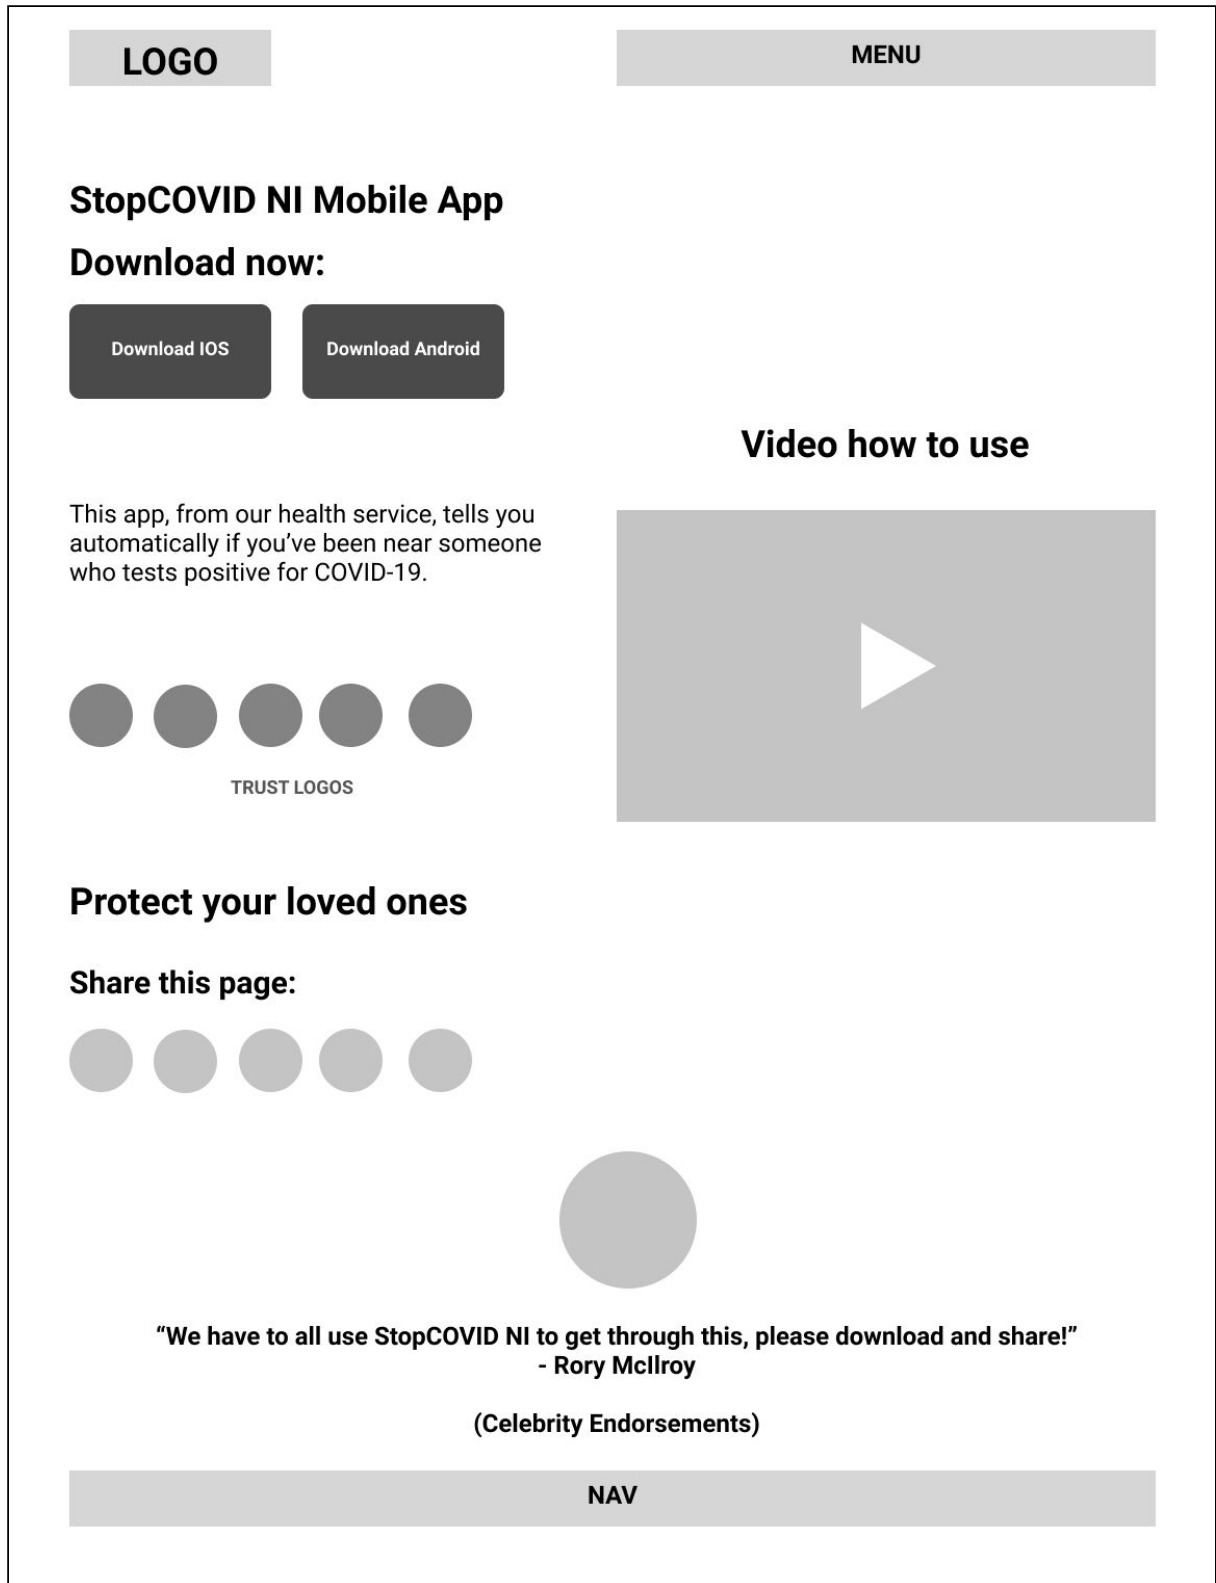 LOGO
MENU
StopCOVID NI Mobile App
Download now:
Download IOS
Download Android
Video how to use
This app, from our health service, tells you
automatically if you’ve been near someone
who tests positive for COVID-19.
TRUST LOGOS
Protect your loved ones
Share this page:
“We have to all use StopCOVID NI to get through this, please download and share!”
- Rory McIlroy
(Celebrity Endorsements)
NAV